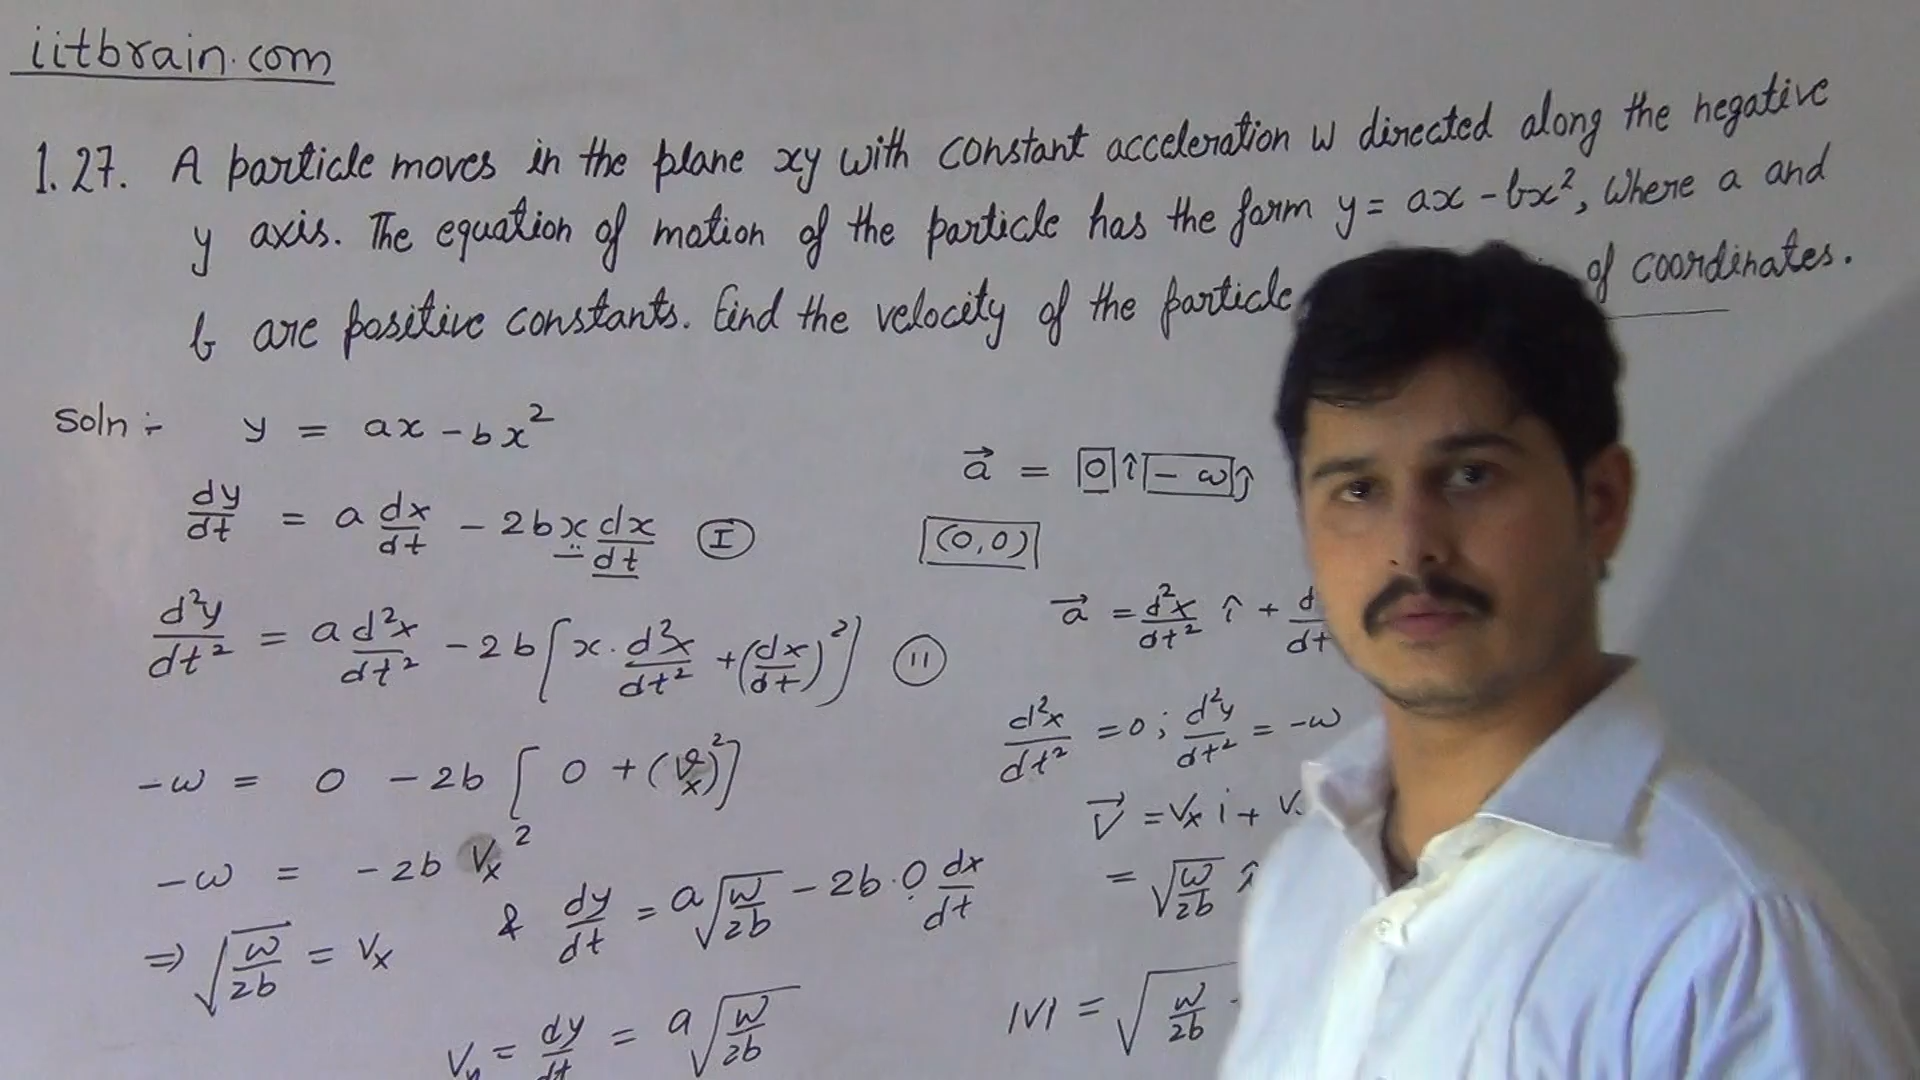 iitbrain.com
1.27. A particle moves in the plane xy with constant acceleration w directed along the negative
y axis. The equation of motion of the particle has the form y = ax - bx², Where a and
b are positive constants. find the velocity of the particle of coordinates.
Soln :- y = ax - bx²
a⃗ = 0 î - ω ĵ
dy/dt = a dx/dt - 2bx dx/dt (I)
(0,0)
d²y/dt² = a d²x/dt² - 2b[x. d²x/dt² + (dx/dt)²] (II)
a⃗ = d²x/dt² î + d
dt
d²x/dt² = 0 ; d²y/dt² = -ω
-ω = 0 - 2b [0 + (vₓ)²]
V⃗ = Vx i + V
-ω = -2b Vx²
= √(w/2b) î
& dy/dt = a√(w/2b) - 2b.0 dx/dt
⇒ √(ω/2b) = Vx
|V| = √(w/2b
Vy = dy/dt = a√(w/2b)